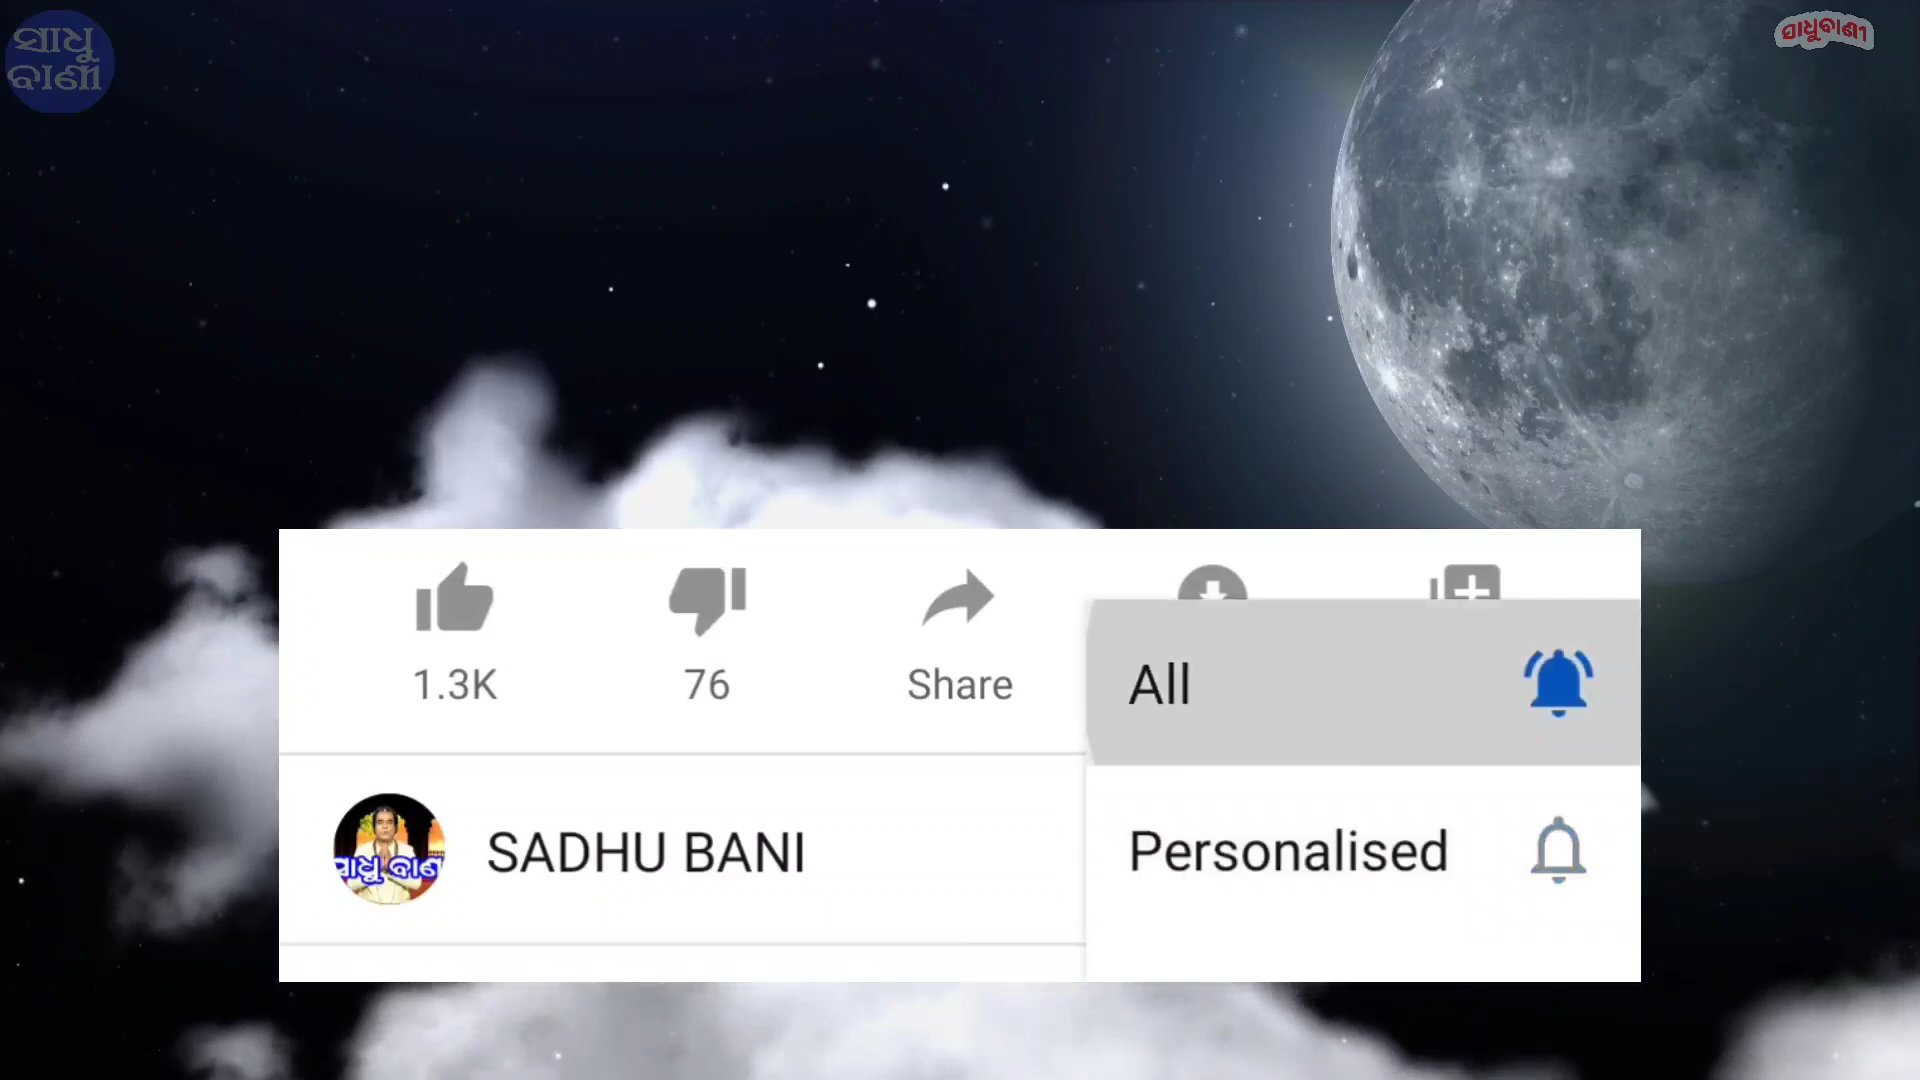 ସାଧୁ
ବାଣୀ
ସାଧୁବାଣୀ
1.3K
76
Share
All
SADHU BANI
Personalised
ସାଧୁ ବାଣୀ